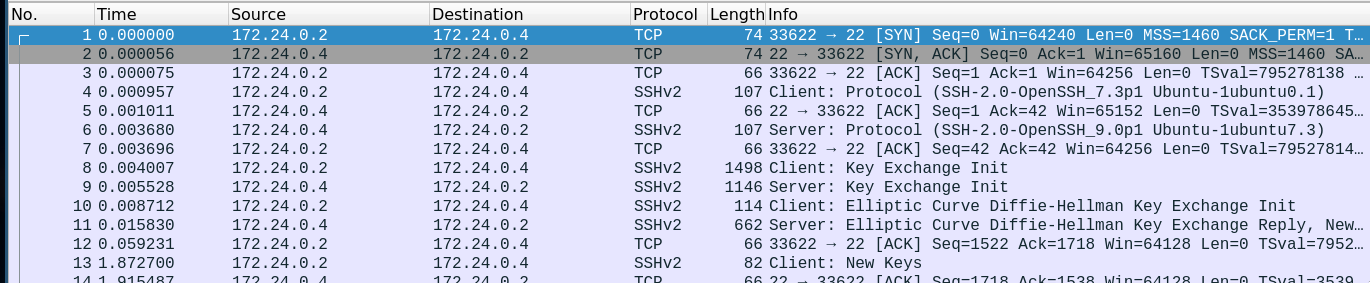 No. Time Source Destination Protocol Length Info
1 0.000000 172.24.0.2 172.24.0.4 TCP 74 33622 → 22 [SYN] Seq=0 Win=64240 Len=0 MSS=1460 SACK_PERM=1 T…
2 0.000056 172.24.0.4 172.24.0.2 TCP 74 22 → 33622 [SYN, ACK] Seq=0 Ack=1 Win=65160 Len=0 MSS=1460 SA…
3 0.000075 172.24.0.2 172.24.0.4 TCP 66 33622 → 22 [ACK] Seq=1 Ack=1 Win=64256 Len=0 TSval=795278138 …
4 0.000957 172.24.0.2 172.24.0.4 SSHv2 107 Client: Protocol (SSH-2.0-OpenSSH_7.3p1 Ubuntu-1ubuntu0.1)
5 0.001011 172.24.0.4 172.24.0.2 TCP 66 22 → 33622 [ACK] Seq=1 Ack=42 Win=65152 Len=0 TSval=353978645…
6 0.003680 172.24.0.4 172.24.0.2 SSHv2 107 Server: Protocol (SSH-2.0-OpenSSH_9.0p1 Ubuntu-1ubuntu7.3)
7 0.003696 172.24.0.2 172.24.0.4 TCP 66 33622 → 22 [ACK] Seq=42 Ack=42 Win=64256 Len=0 TSval=79527814…
8 0.004007 172.24.0.2 172.24.0.4 SSHv2 1498 Client: Key Exchange Init
9 0.005528 172.24.0.4 172.24.0.2 SSHv2 1146 Server: Key Exchange Init
10 0.008712 172.24.0.2 172.24.0.4 SSHv2 114 Client: Elliptic Curve Diffie-Hellman Key Exchange Init
11 0.015830 172.24.0.4 172.24.0.2 SSHv2 662 Server: Elliptic Curve Diffie-Hellman Key Exchange Reply, New…
12 0.059231 172.24.0.2 172.24.0.4 TCP 66 33622 → 22 [ACK] Seq=1522 Ack=1718 Win=64128 Len=0 TSval=7952…
13 1.872700 172.24.0.2 172.24.0.4 SSHv2 82 Client: New Keys
14 1.915487 172.24.0.4 172.24.0.2 TCP 66 22 → 33622 [ACK] Seq=1718 Ack=1538 Win=64128 Len=0 TSval=3539…